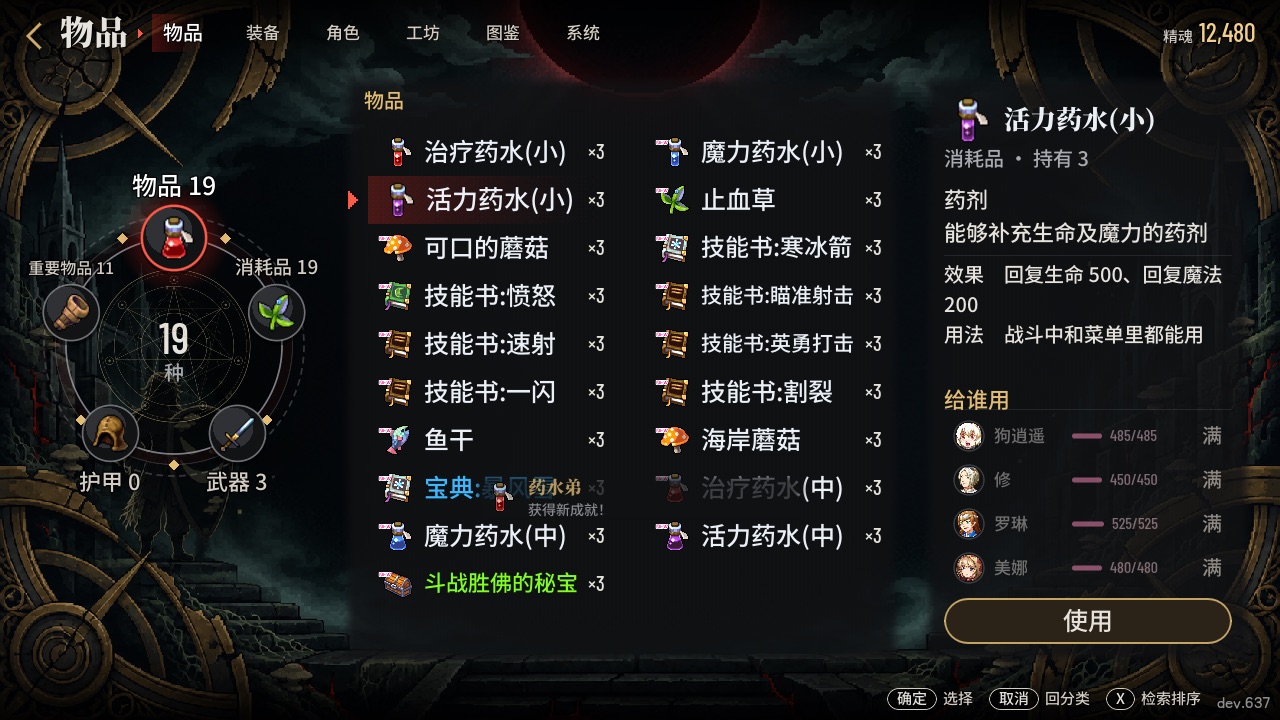 物品
物品
装备
角色
工坊
图鉴
系统
精魂 12,480
物品 19
重要物品 11
消耗品 19
19
种
护甲 0
武器 3
物品
治疗药水(小) ×3
魔力药水(小) ×3
活力药水(小) ×3
止血草 ×3
可口的蘑菇 ×3
技能书:寒冰箭 ×3
技能书:愤怒 ×3
技能书:瞄准射击 ×3
技能书:速射 ×3
技能书:英勇打击 ×3
技能书:一闪 ×3
技能书:割裂 ×3
鱼干 ×3
海岸蘑菇 ×3
宝典: ×3
药水弟
获得新成就!
治疗药水(中) ×3
魔力药水(中) ×3
活力药水(中) ×3
斗战胜佛的秘宝 ×3
活力药水(小)
消耗品 · 持有 3
药剂
能够补充生命及魔力的药剂
效果 回复生命 500、回复魔法
200
用法 战斗中和菜单里都能用
给谁用
狗逍遥 485/485 满
修 450/450 满
罗琳 525/525 满
美娜 480/480 满
使用
确定 选择 取消 回分类 X 检索排序
dev.637